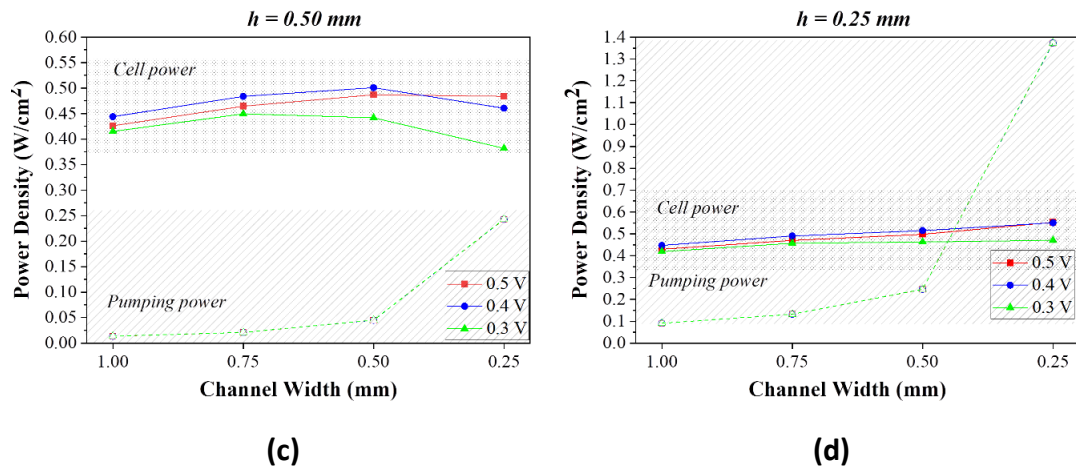 h = 0.50 mm
Power Density (W/cm²)
0.60
0.55
0.50
0.45
0.40
0.35
0.30
0.25
0.20
0.15
0.10
0.05
0.00
Cell power
Pumping power
0.5 V
0.4 V
0.3 V
1.00 0.75 0.50 0.25
Channel Width (mm)
(c)
h = 0.25 mm
Power Density (W/cm²)
1.4
1.3
1.2
1.1
1.0
0.9
0.8
0.7
0.6
0.5
0.4
0.3
0.2
0.1
0.0
Cell power
Pumping power
0.5 V
0.4 V
0.3 V
1.00 0.75 0.50 0.25
Channel Width (mm)
(d)